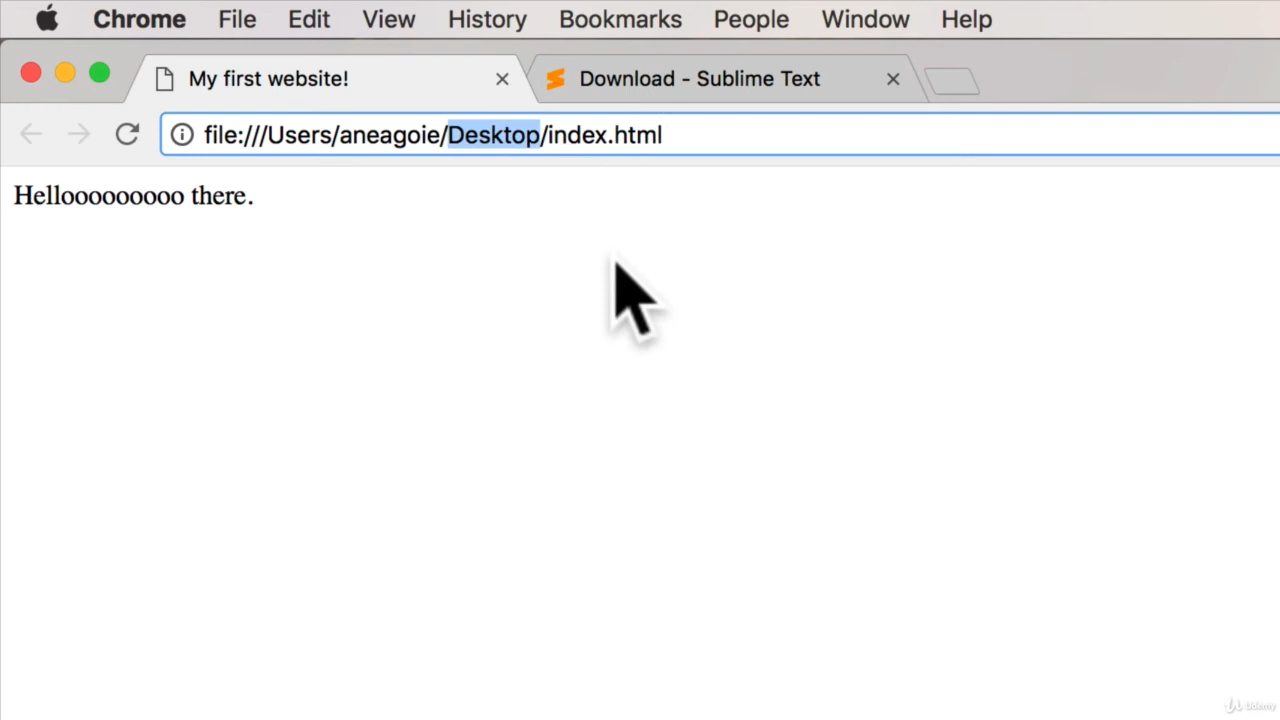 Chrome File Edit View History Bookmarks People Window Help
My first website! Download - Sublime Text
file:///Users/aneagoie/Desktop/index.html
Hellooooooooo there.
Udemy